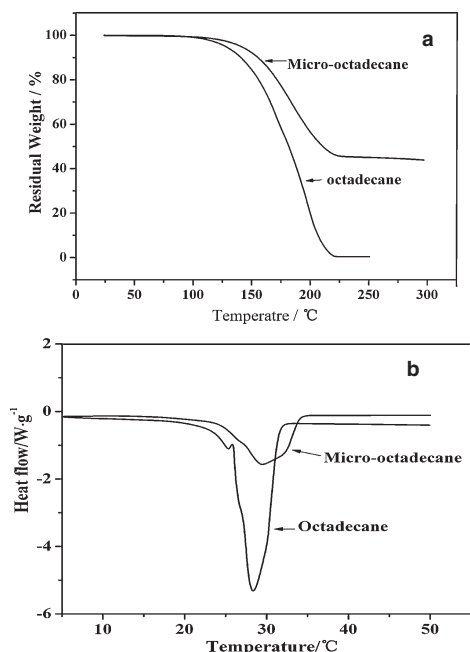 a
100
80
60
40
20
0
Residual Weight / %
Micro-octadecane
octadecane
0 50 100 150 200 250 300
Temperatre / ℃
b
2
0
-2
-4
-6
Heat flow/W·g-1
Micro-octadecane
Octadecane
10 20 30 40 50
Temperature/℃